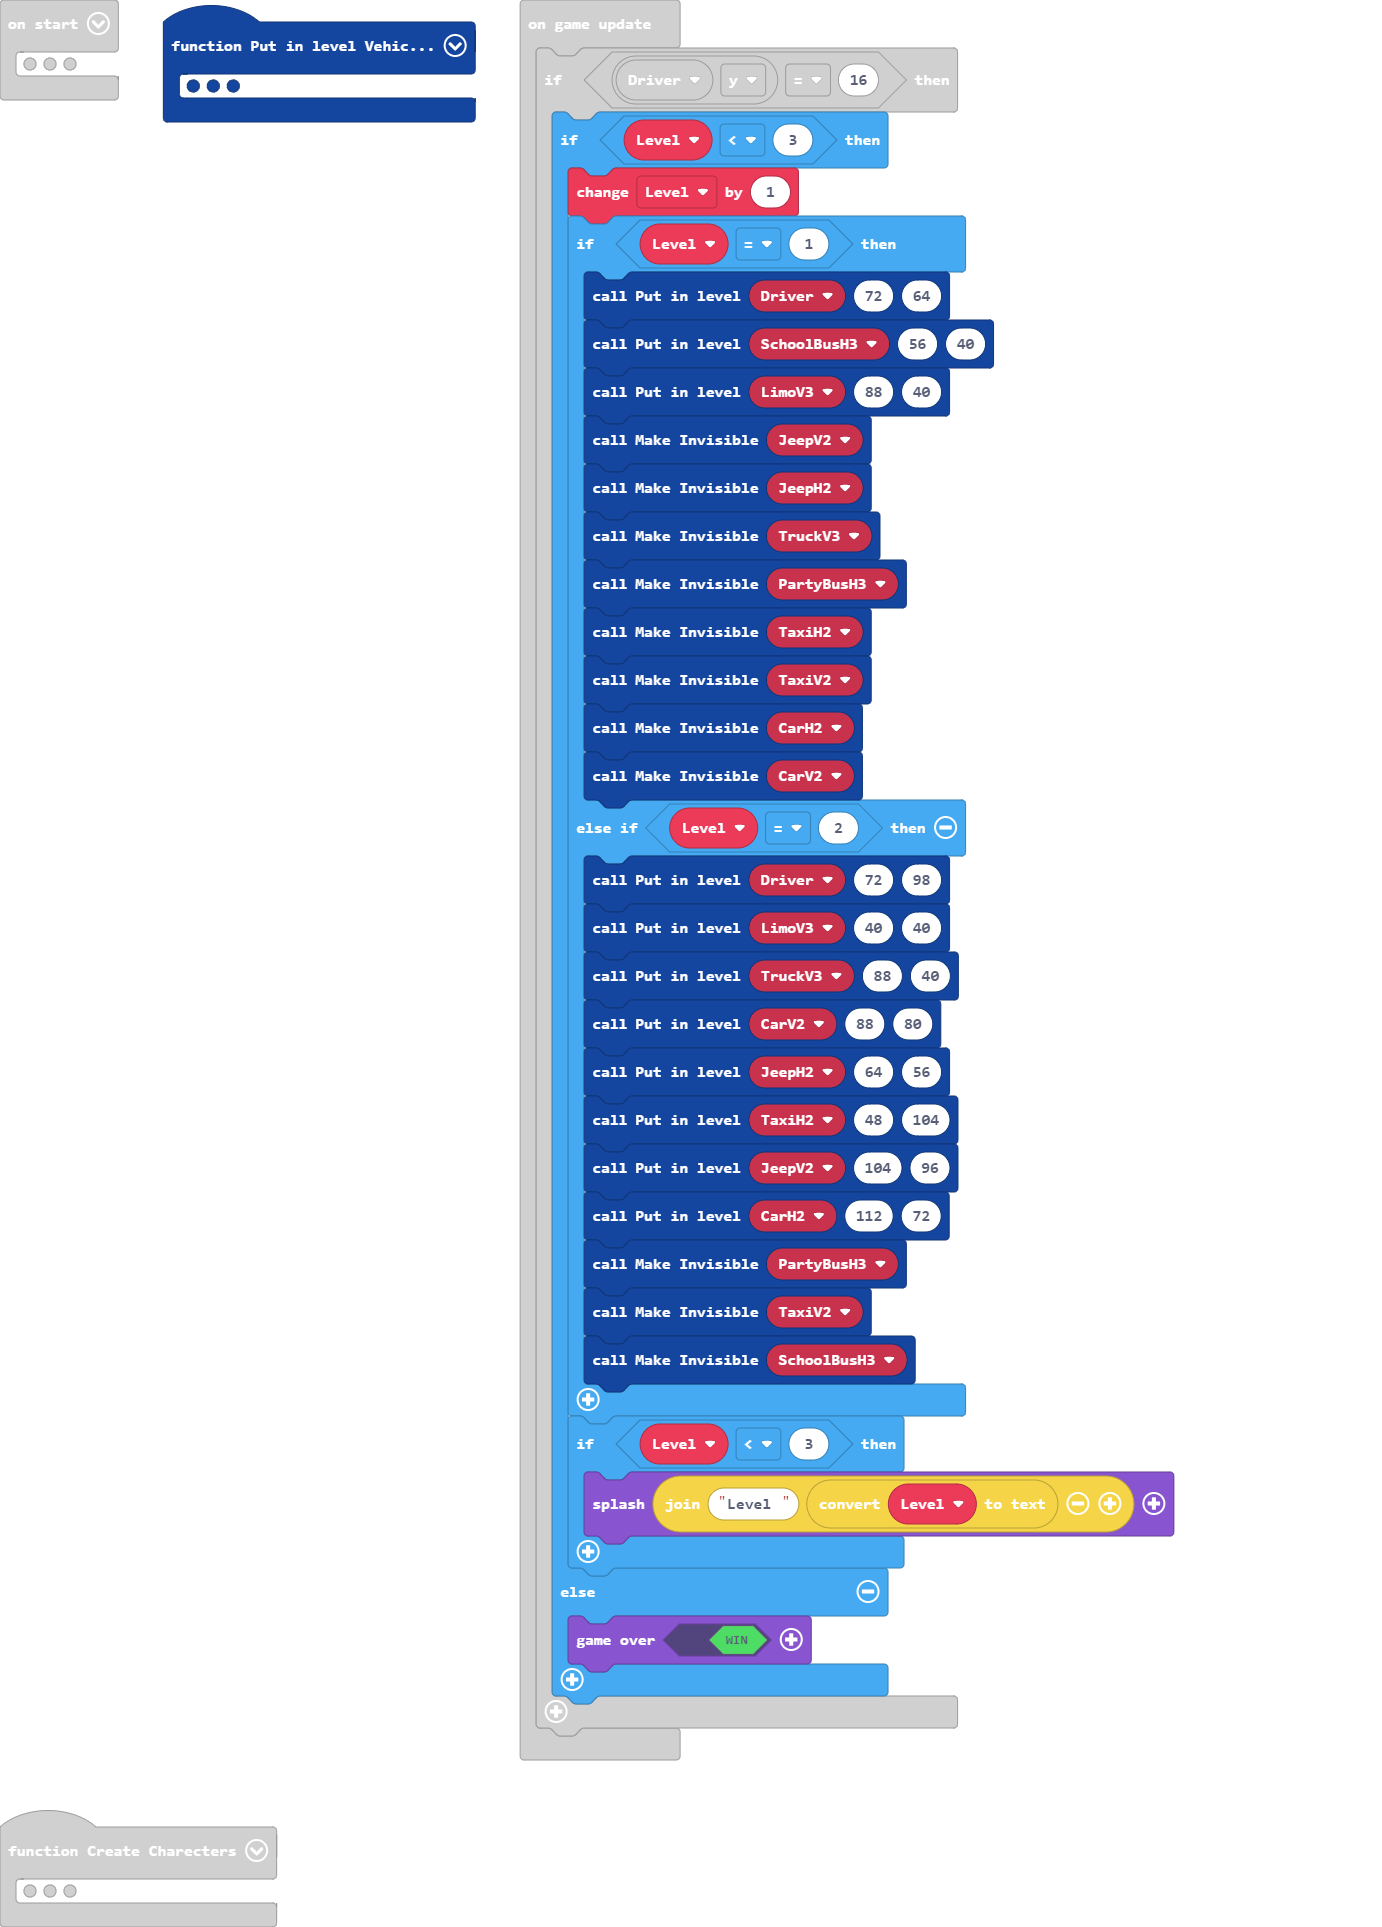 on start
function Put in level Vehic...
on game update
if Driver y = 16 then
if Level < 3 then
change Level by 1
if Level = 1 then
call Put in level Driver 72 64
call Put in level SchoolBusH3 56 40
call Put in level LimoV3 88 40
call Make Invisible JeepV2
call Make Invisible JeepH2
call Make Invisible TruckV3
call Make Invisible PartyBusH3
call Make Invisible TaxiH2
call Make Invisible TaxiV2
call Make Invisible CarH2
call Make Invisible CarV2
else if Level = 2 then
call Put in level Driver 72 98
call Put in level LimoV3 40 40
call Put in level TruckV3 88 40
call Put in level CarV2 88 80
call Put in level JeepH2 64 56
call Put in level TaxiH2 48 104
call Put in level JeepV2 104 96
call Put in level CarH2 112 72
call Make Invisible PartyBusH3
call Make Invisible TaxiV2
call Make Invisible SchoolBusH3
if Level < 3 then
splash join "Level " convert Level to text
else
game over WIN
function Create Charecters